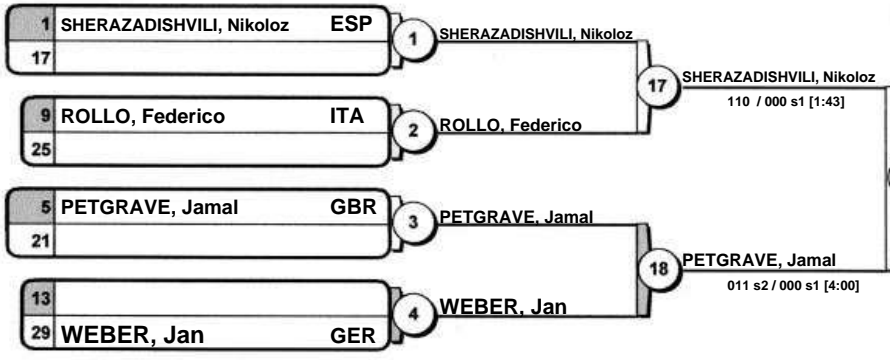 1 SHERAZADISHVILI, Nikoloz ESP
17
1
SHERAZADISHVILI, Nikoloz
9 ROLLO, Federico ITA
25
2
ROLLO, Federico
17
SHERAZADISHVILI, Nikoloz
110 / 000 s1 [1:43]
5 PETGRAVE, Jamal GBR
21
3
PETGRAVE, Jamal
13
29 WEBER, Jan GER
4
WEBER, Jan
18
PETGRAVE, Jamal
011 s2 / 000 s1 [4:00]